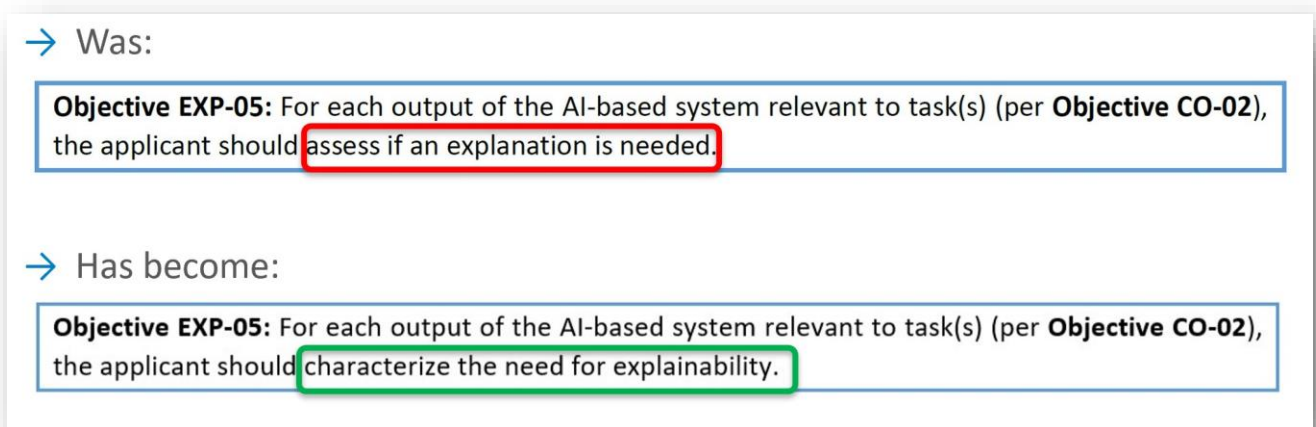 → Was:
Objective EXP-05: For each output of the AI-based system relevant to task(s) (per Objective CO-02),
the applicant should assess if an explanation is needed.
→ Has become:
Objective EXP-05: For each output of the AI-based system relevant to task(s) (per Objective CO-02),
the applicant should characterize the need for explainability.